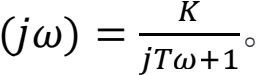 (jω) = K / (jTω+1)。